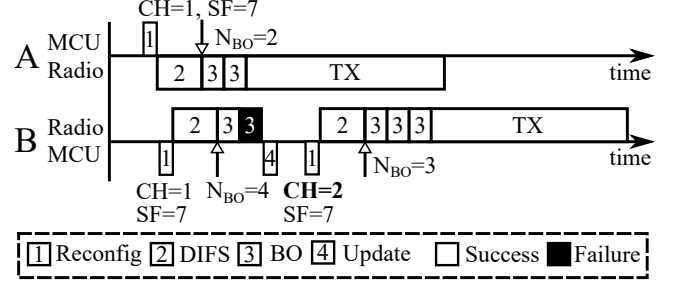 CH=1, SF=7
A MCU 1 N_BO=2
Radio 2 3 3 TX time
B Radio 2 3 3 2 3 3 3 TX
MCU 1 4 1 N_BO=3 time
CH=1 N_BO=4 CH=2
SF=7 SF=7
1 Reconfig 2 DIFS 3 BO 4 Update Success Failure